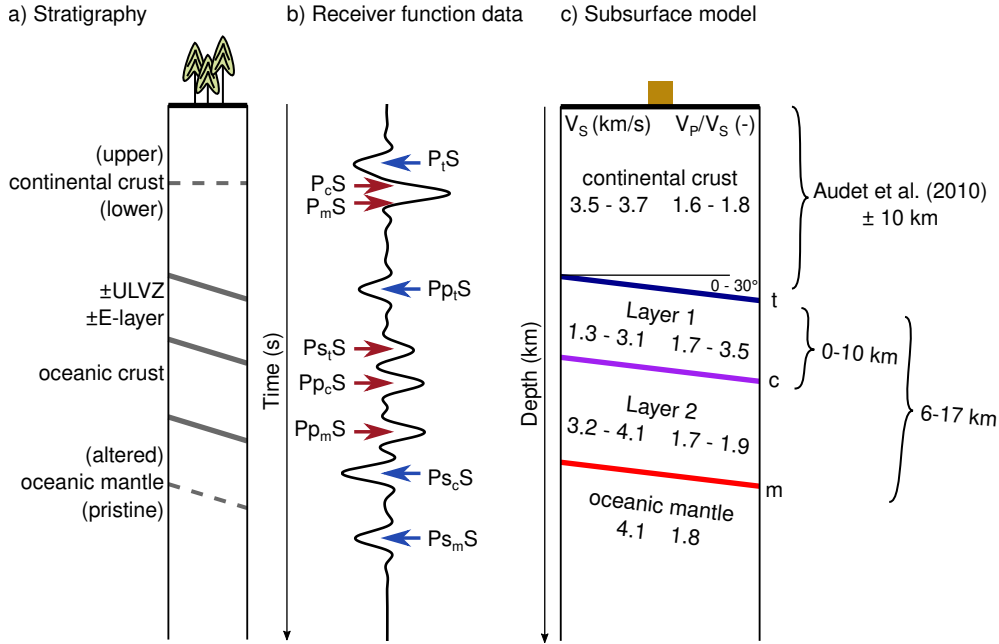 a) Stratigraphy
(upper)
continental crust
(lower)
±ULVZ
±E-layer
oceanic crust
(altered)
oceanic mantle
(pristine)
b) Receiver function data
Time (s)
PtS
PcS
PmS
PptS
PstS
PpcS
PpmS
PscS
PsmS
c) Subsurface model
Depth (km)
VS (km/s) VP/VS (-)
continental crust
3.5 - 3.7 1.6 - 1.8
0 - 30°
t
Layer 1
1.3 - 3.1 1.7 - 3.5
c
Layer 2
3.2 - 4.1 1.7 - 1.9
m
oceanic mantle
4.1 1.8
Audet et al. (2010)
± 10 km
0-10 km
6-17 km